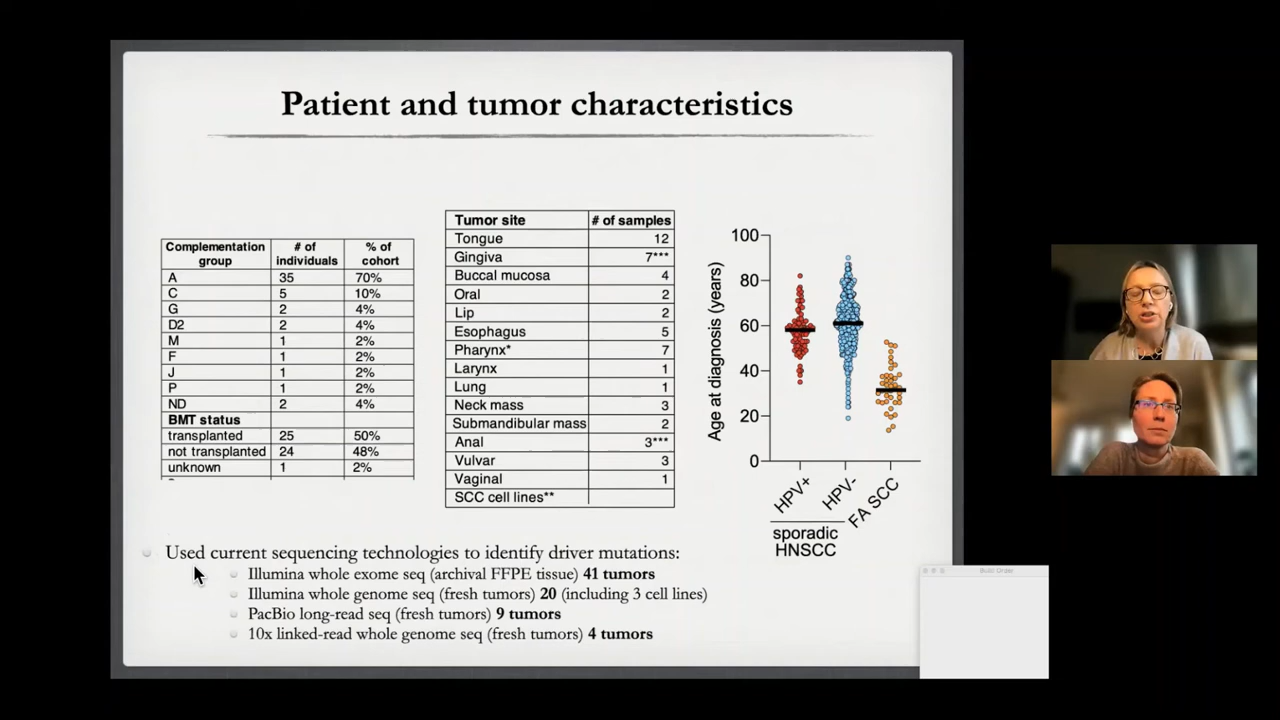 Patient and tumor characteristics
Complementation group # of individuals % of cohort
A 35 70%
C 5 10%
G 2 4%
D2 2 4%
M 1 2%
F 1 2%
J 1 2%
P 1 2%
ND 2 4%
BMT status
transplanted 25 50%
not transplanted 24 48%
unknown 1 2%
Tumor site # of samples
Tongue 12
Gingiva 7***
Buccal mucosa 4
Oral 2
Lip 2
Esophagus 5
Pharynx* 7
Larynx 1
Lung 1
Neck mass 3
Submandibular mass 2
Anal 3***
Vulvar 3
Vaginal 1
SCC cell lines**
Age at diagnosis (years)
100
80
60
40
20
0
HPV+ HPV- FA SCC
sporadic
HNSCC
Used current sequencing technologies to identify driver mutations:
Illumina whole exome seq (archival FFPE tissue) 41 tumors
Illumina whole genome seq (fresh tumors) 20 (including 3 cell lines)
PacBio long-read seq (fresh tumors) 9 tumors
10x linked-read whole genome seq (fresh tumors) 4 tumors